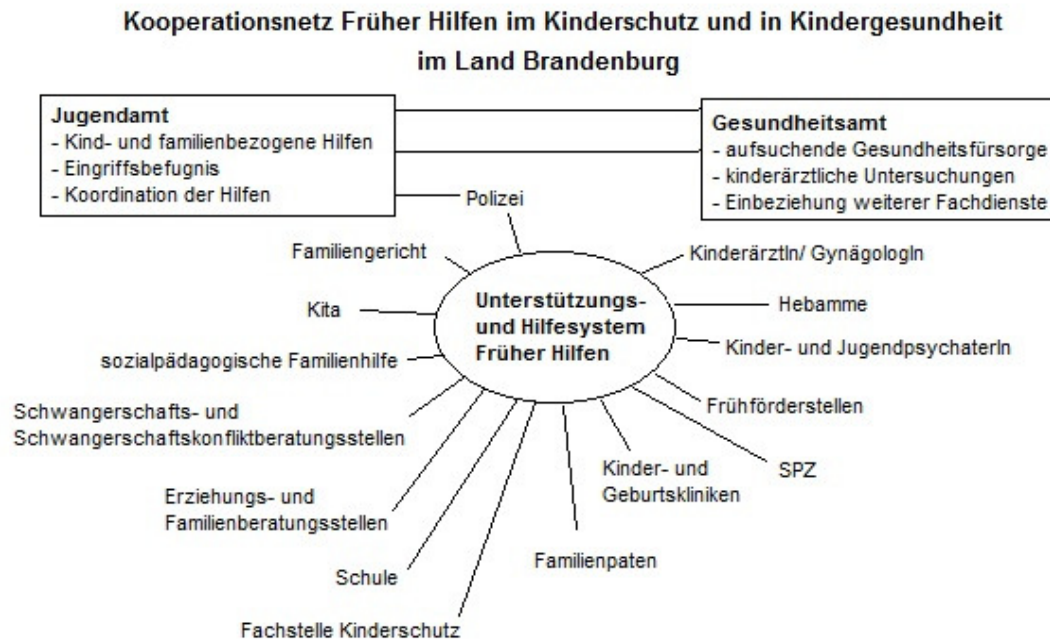 Kooperationsnetz Früher Hilfen im Kinderschutz und in Kindergesundheit
im Land Brandenburg
Jugendamt
- Kind- und familienbezogene Hilfen
- Eingriffsbefugnis
- Koordination der Hilfen
Gesundheitsamt
- aufsuchende Gesundheitsfürsorge
- kinderärztliche Untersuchungen
- Einbeziehung weiterer Fachdienste
Polizei
Familiengericht
Kita
sozialpädagogische Familienhilfe
Schwangerschafts- und
Schwangerschaftskonfliktberatungsstellen
Erziehungs- und
Familienberatungsstellen
Schule
Fachstelle Kinderschutz
Unterstützungs-
und Hilfesystem
Früher Hilfen
KinderärztIn/ GynägologIn
Hebamme
Kinder- und JugendpsychaterIn
Frühförderstellen
SPZ
Kinder- und
Geburtskliniken
Familienpaten